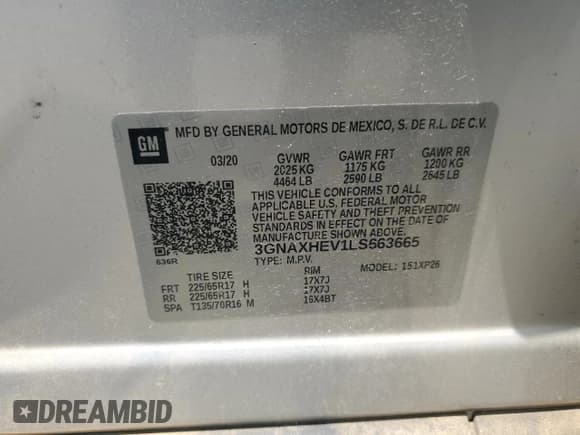 GM
MFD BY GENERAL MOTORS DE MEXICO, S. DE R.L. DE C.V.
03/20 GVWR GAWR FRT GAWR RR
2025 KG 1175 KG 1200 KG
4464 LB 2590 LB 2645 LB
THIS VEHICLE CONFORMS TO ALL
APPLICABLE U.S. FEDERAL MOTOR
VEHICLE SAFETY AND THEFT PREVENTION
STANDARDS IN EFFECT ON THE DATE OF
MANUFACTURE SHOWN ABOVE.
636R
3GNAXHEV1LS663665
TYPE: M.P.V. MODEL: 1S1XP26
TIRE SIZE RIM
FRT 225/65R17 H 17X7J
RR 225/65R17 H 17X7J
SPA T135/70R16 M 16X4BT
DREAMBID